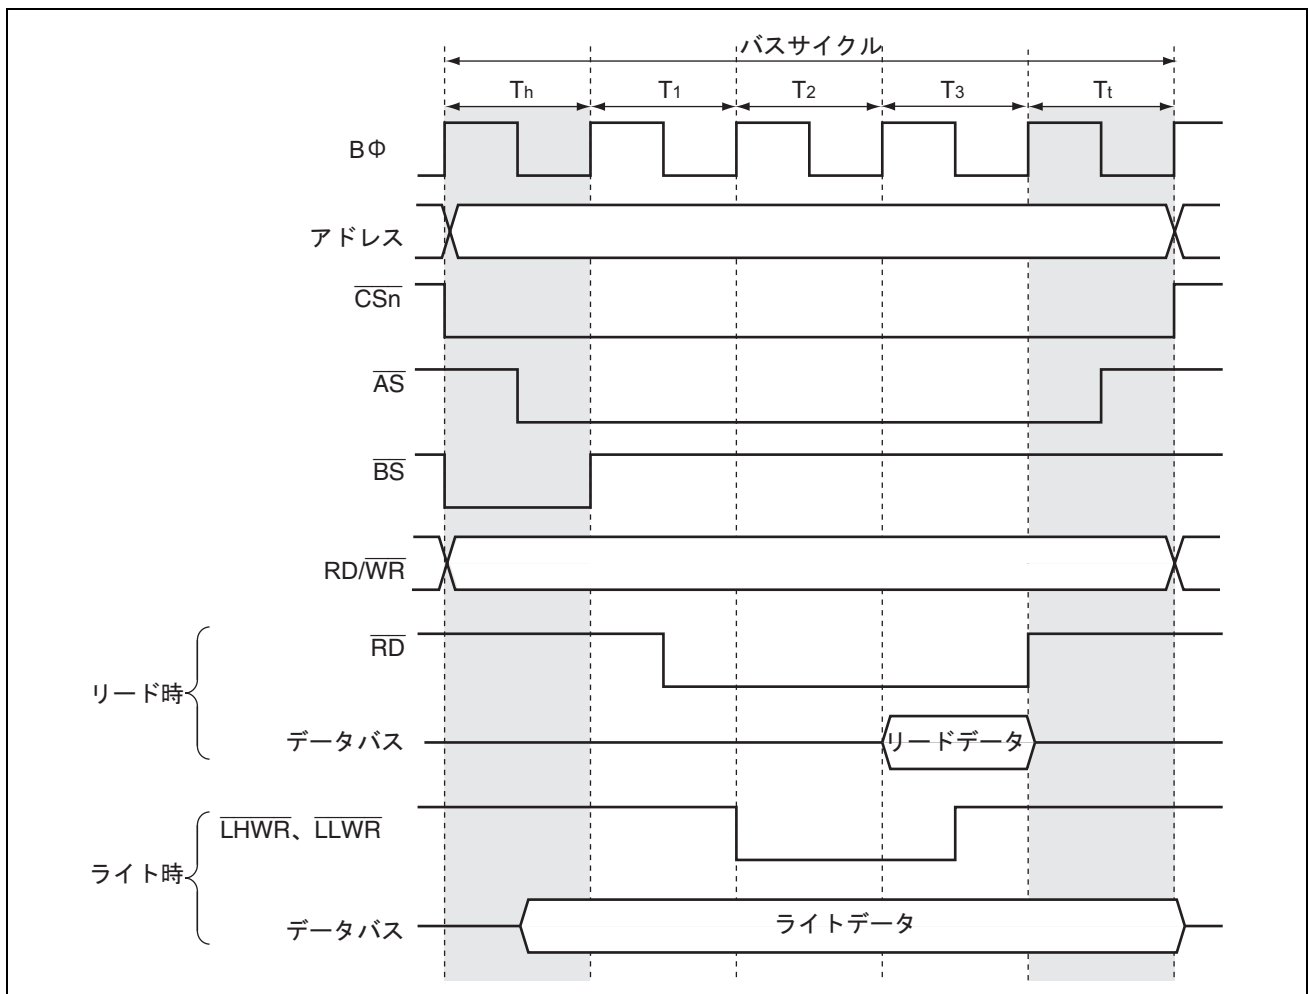 バスサイクル
Th T1 T2 T3 Tt
BΦ
アドレス
CSn
AS
BS
RD/WR
RD
リード時
データバス
リードデータ
LHWR、LLWR
ライト時
データバス
ライトデータ